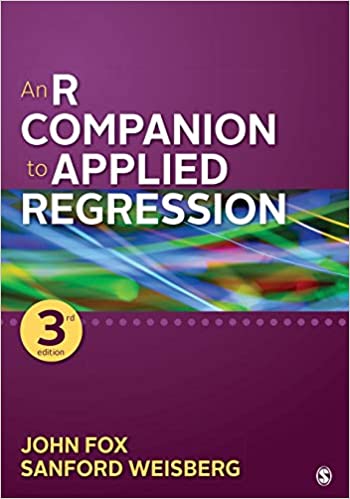 An R
COMPANION
to APPLIED
REGRESSION
3rd
edition
JOHN FOX
SANFORD WEISBERG
S